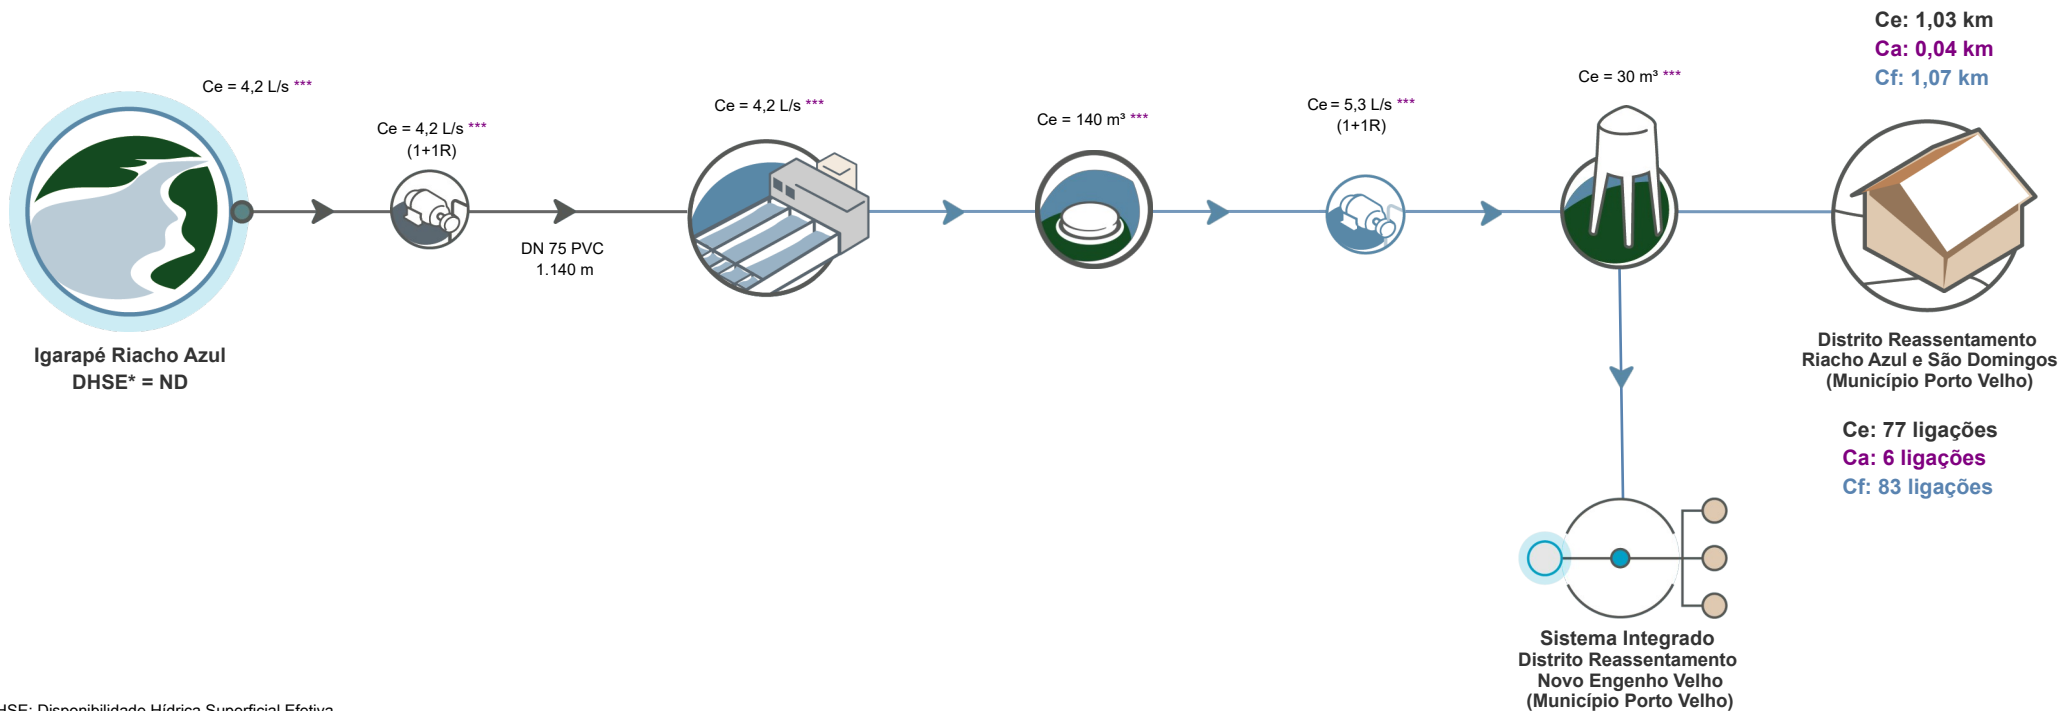 Ce: 1,03 km
Ca: 0,04 km
Cf: 1,07 km
Ce = 4,2 L/s ***
Ce = 4,2 L/s ***
(1+1R)
DN 75 PVC
1.140 m
Ce = 4,2 L/s ***
Ce = 140 m³ ***
Ce = 5,3 L/s ***
(1+1R)
Ce = 30 m³ ***
Igarapé Riacho Azul
DHSE* = ND
Distrito Reassentamento
Riacho Azul e São Domingos
(Município Porto Velho)
Ce: 77 ligações
Ca: 6 ligações
Cf: 83 ligações
Sistema Integrado
Distrito Reassentamento
Novo Engenho Velho
(Município Porto Velho)